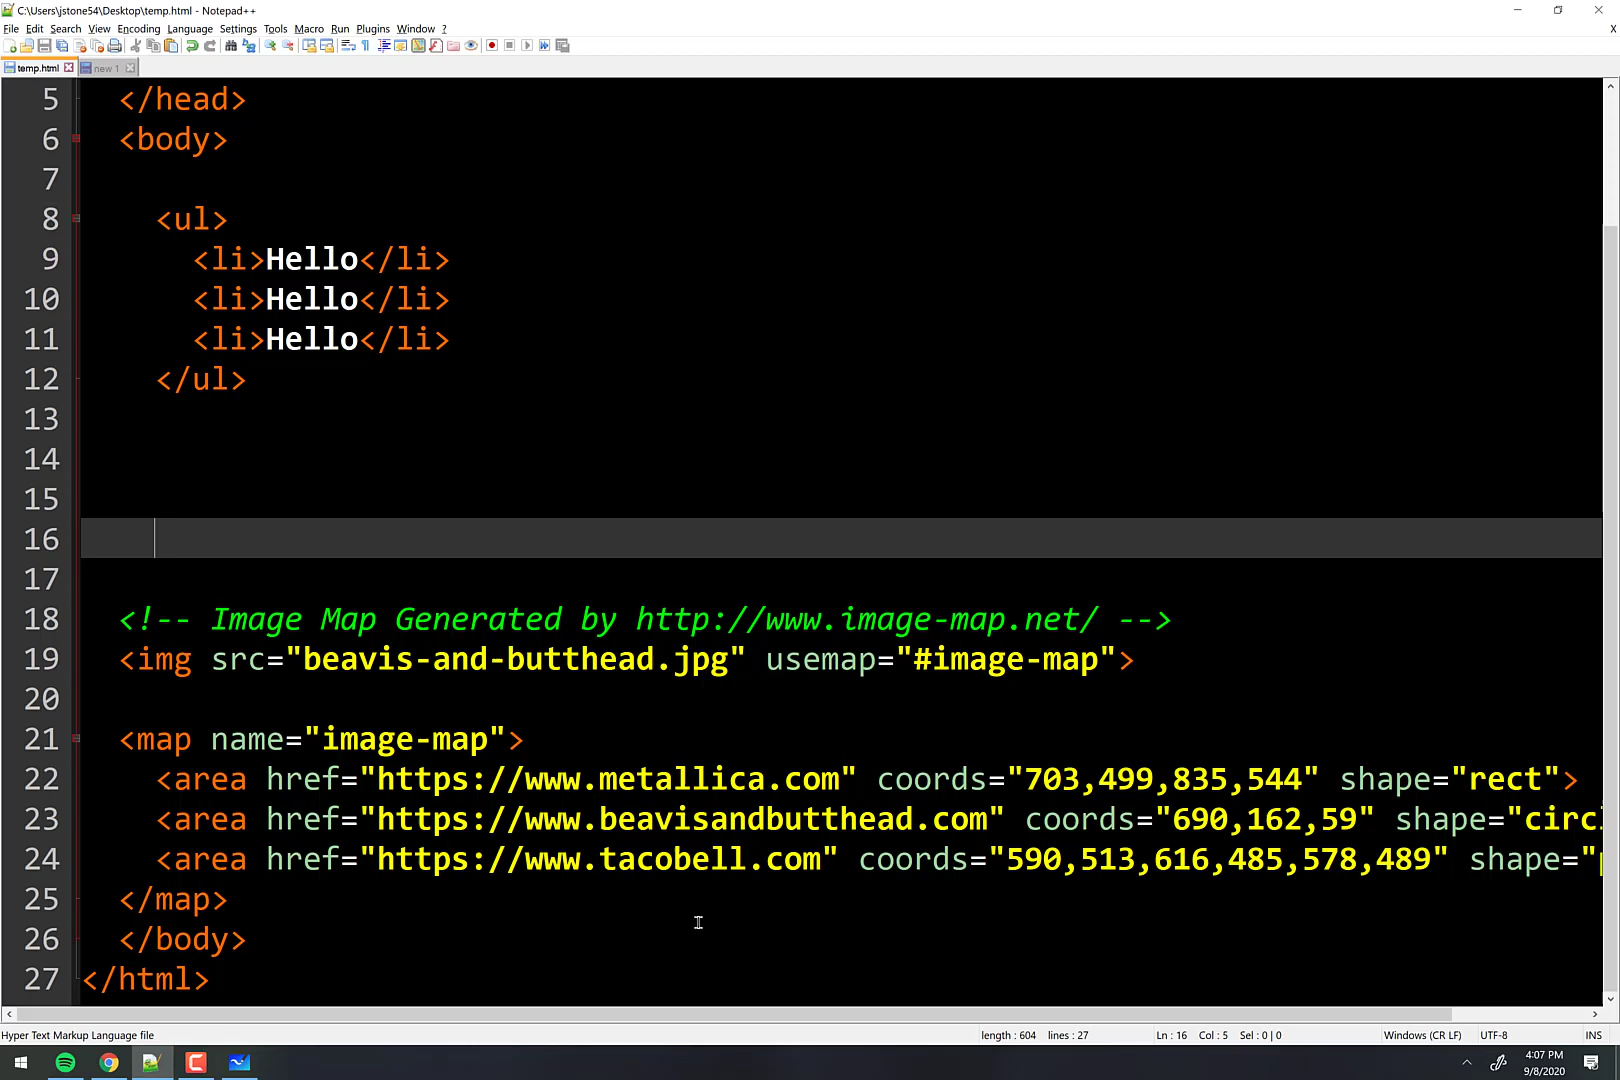 C:\Users\jstone54\Desktop\temp.html - Notepad++
File Edit Search View Encoding Language Settings Tools Macro Run Plugins Window ? X
temp.html new 1
5 </head>
6 <body>
7
8 <ul>
9 <li>Hello</li>
10 <li>Hello</li>
11 <li>Hello</li>
12 </ul>
13
14
15
16
17
18 <!-- Image Map Generated by http://www.image-map.net/ -->
19 <img src="beavis-and-butthead.jpg" usemap="#image-map">
20
21 <map name="image-map">
22 <area href="https://www.metallica.com" coords="703,499,835,544" shape="rect">
23 <area href="https://www.beavisandbutthead.com" coords="690,162,59" shape="circ
24 <area href="https://www.tacobell.com" coords="590,513,616,485,578,489" shape="
25 </map>
26 </body>
27 </html>
Hyper Text Markup Language file length : 604 lines : 27 Ln : 16 Col : 5 Sel : 0 | 0 Windows (CR LF) UTF-8 INS
4:07 PM
9/8/2020